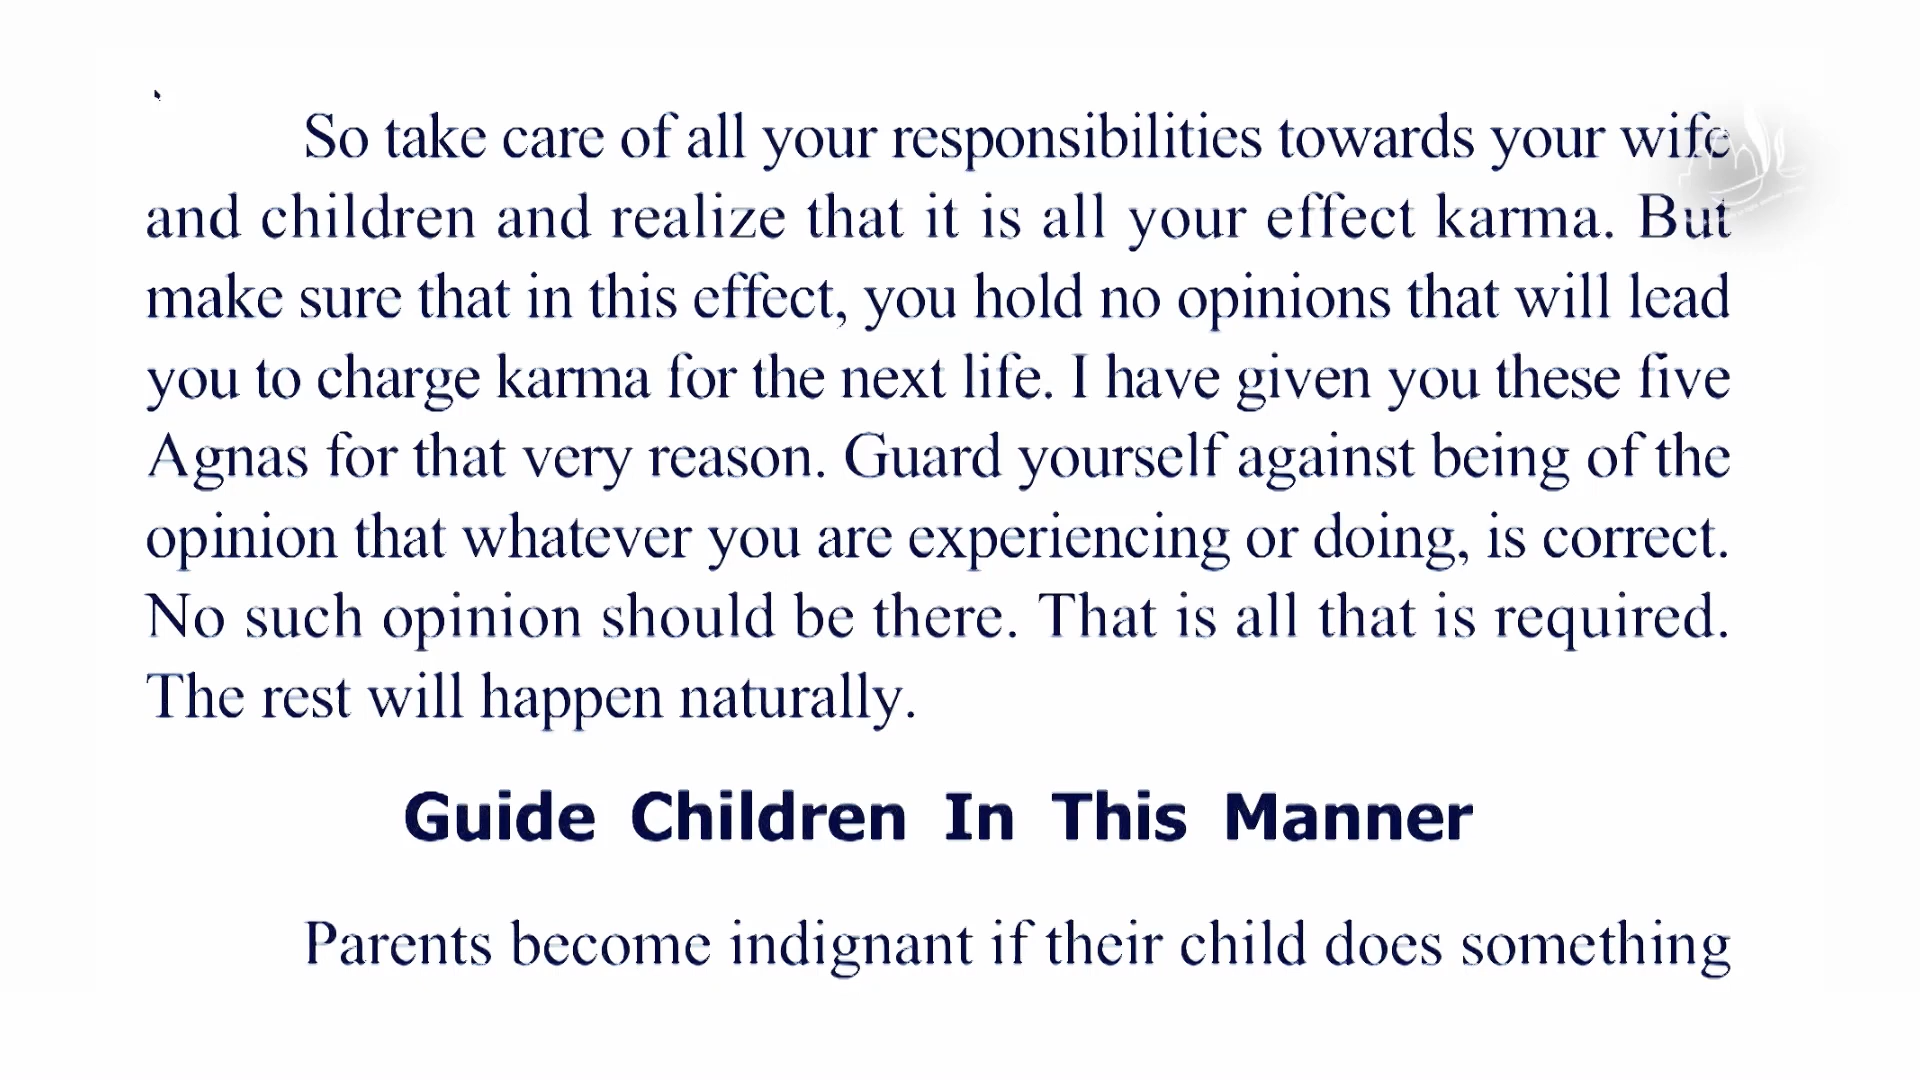 So take care of all your responsibilities towards your wife
and children and realize that it is all your effect karma. But
make sure that in this effect, you hold no opinions that will lead
you to charge karma for the next life. I have given you these five
Agnas for that very reason. Guard yourself against being of the
opinion that whatever you are experiencing or doing, is correct.
No such opinion should be there. That is all that is required.
The rest will happen naturally.
Guide Children In This Manner
Parents become indignant if their child does something